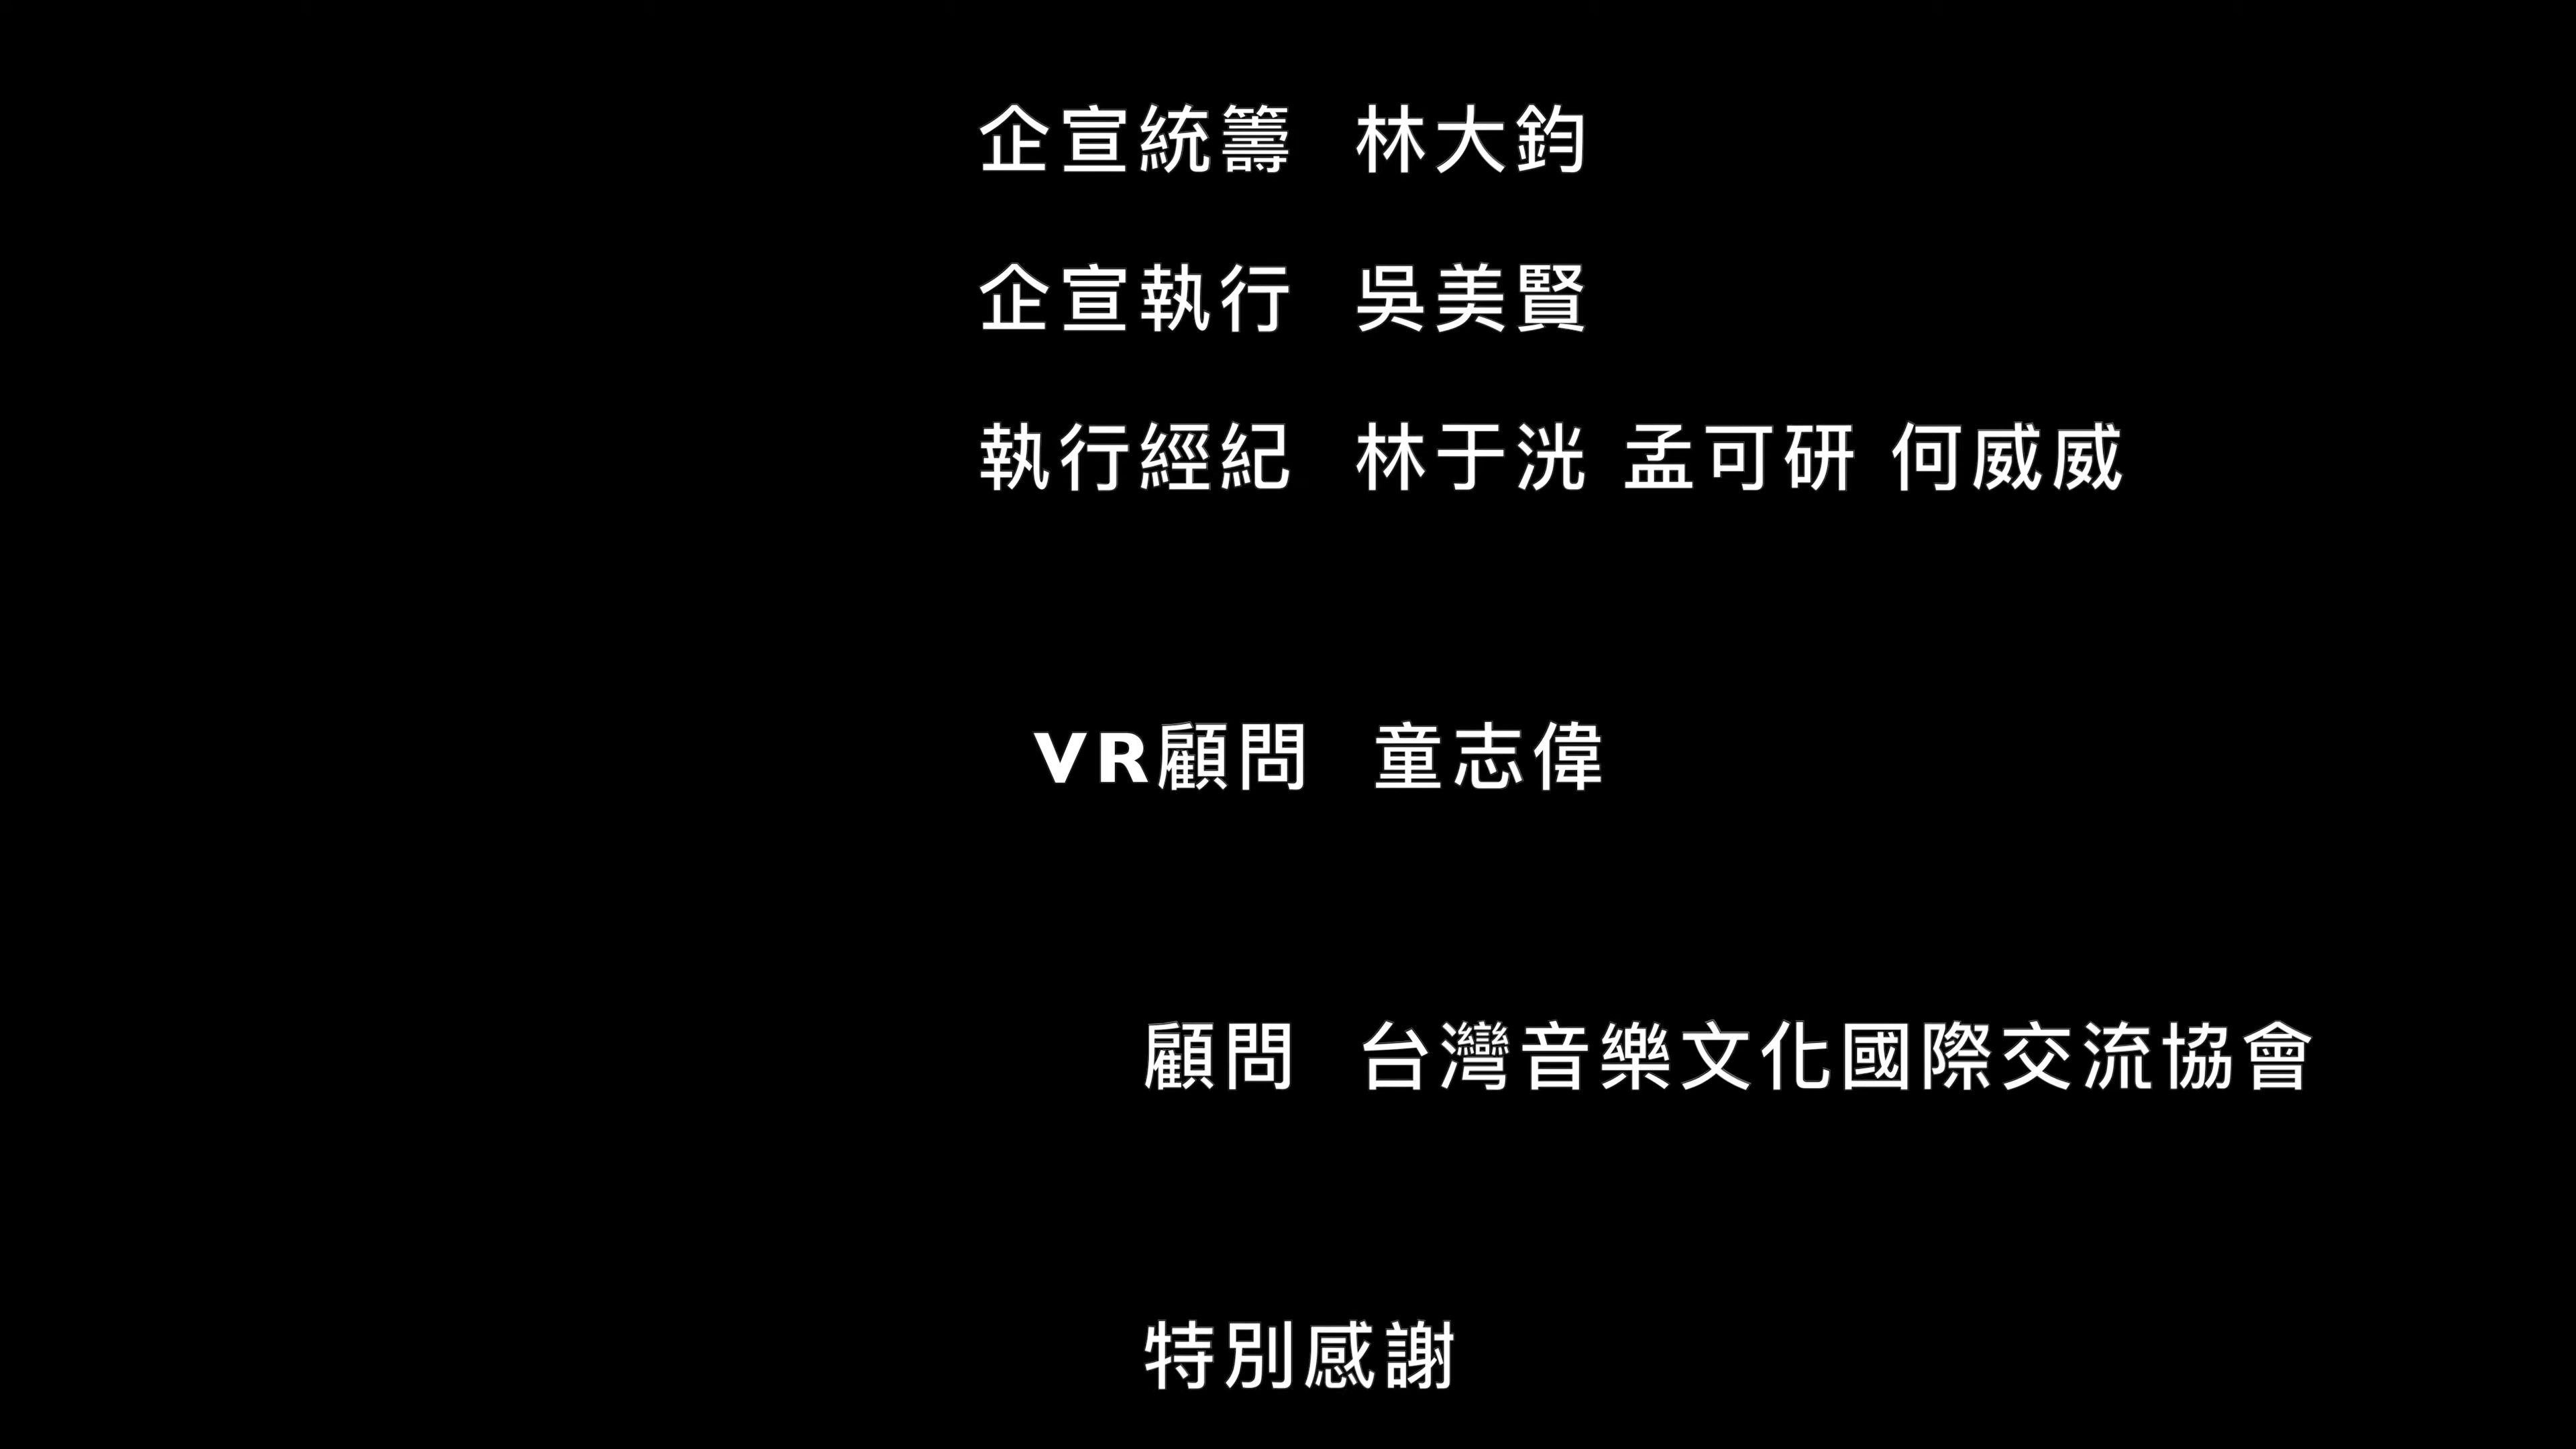 企宣統籌 林大鈞
企宣執行 吳美賢
執行經紀 林于洸 孟可研 何威威
VR顧問 童志偉
顧問 台灣音樂文化國際交流協會
特別感謝